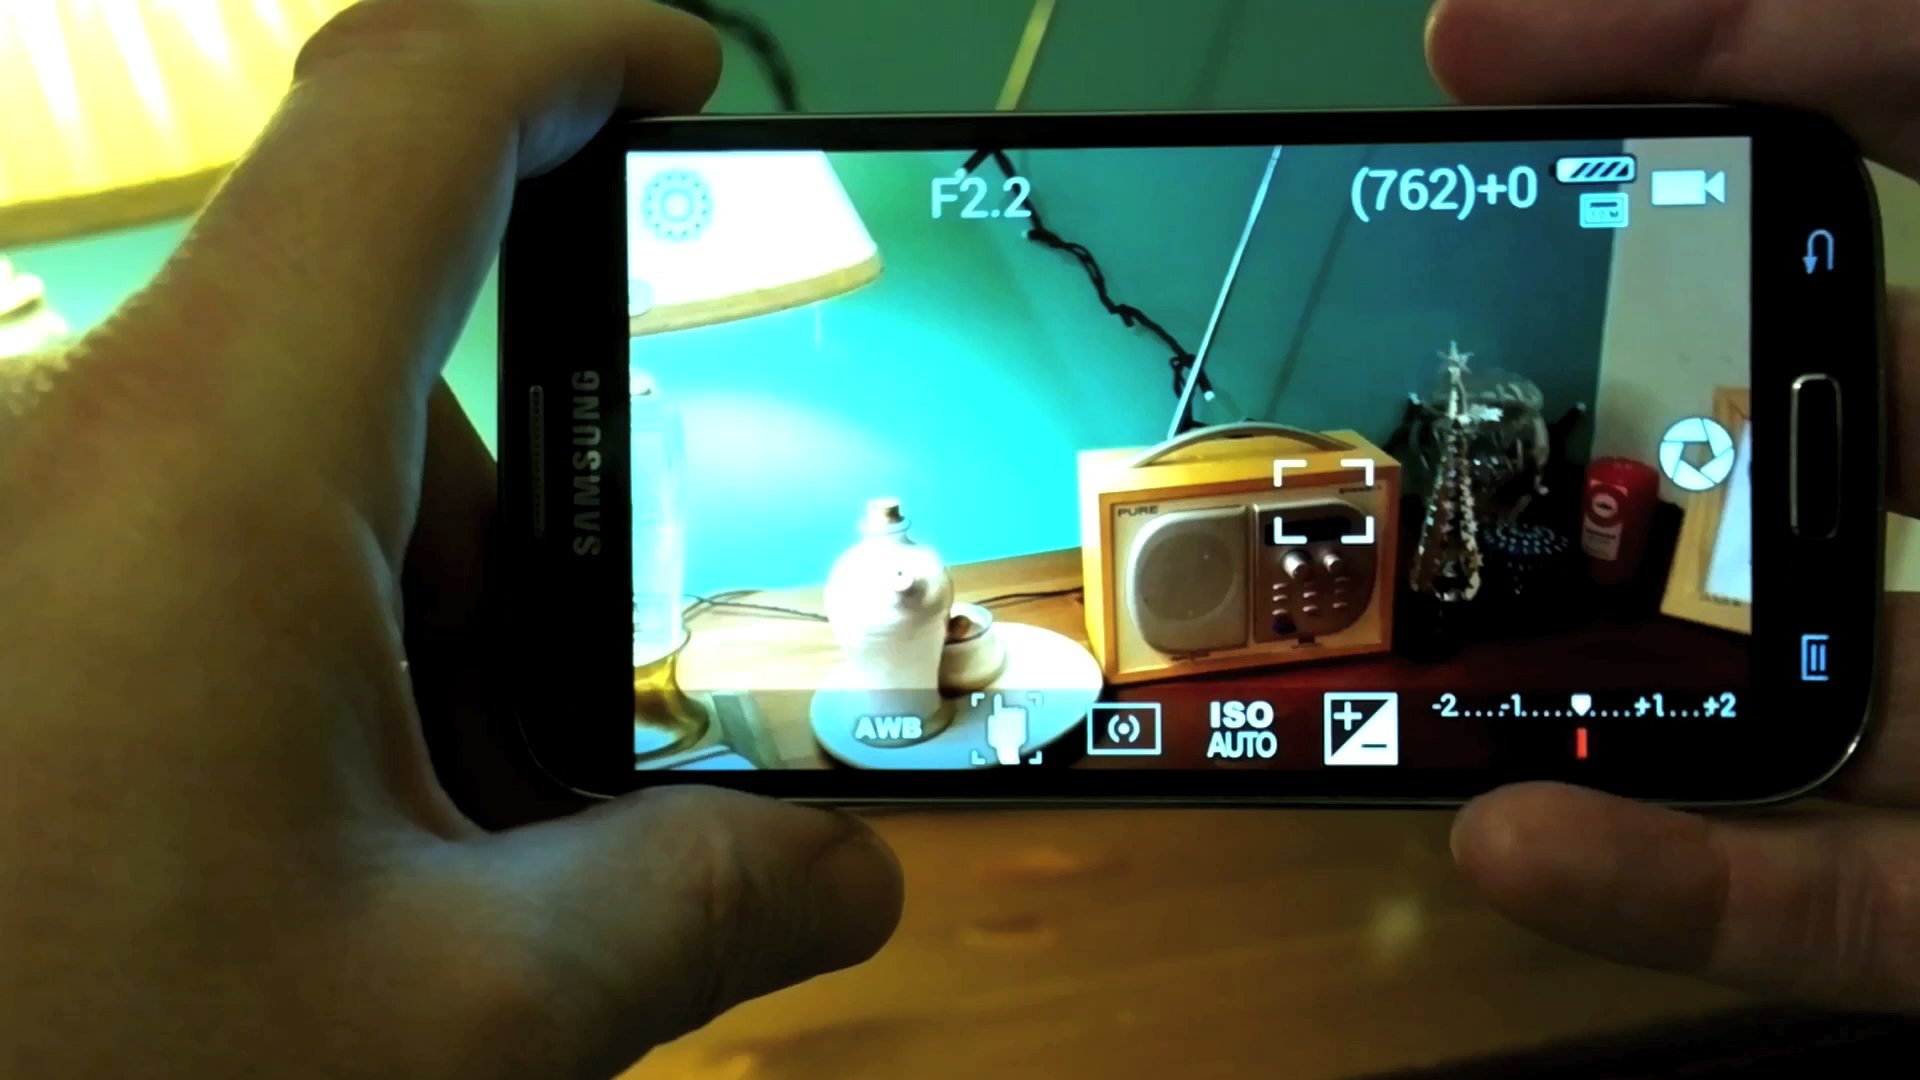 F2.2
(762)+0
SAMSUNG
PURE
AWB
ISO
AUTO
-2....-1..... ....+1...+2